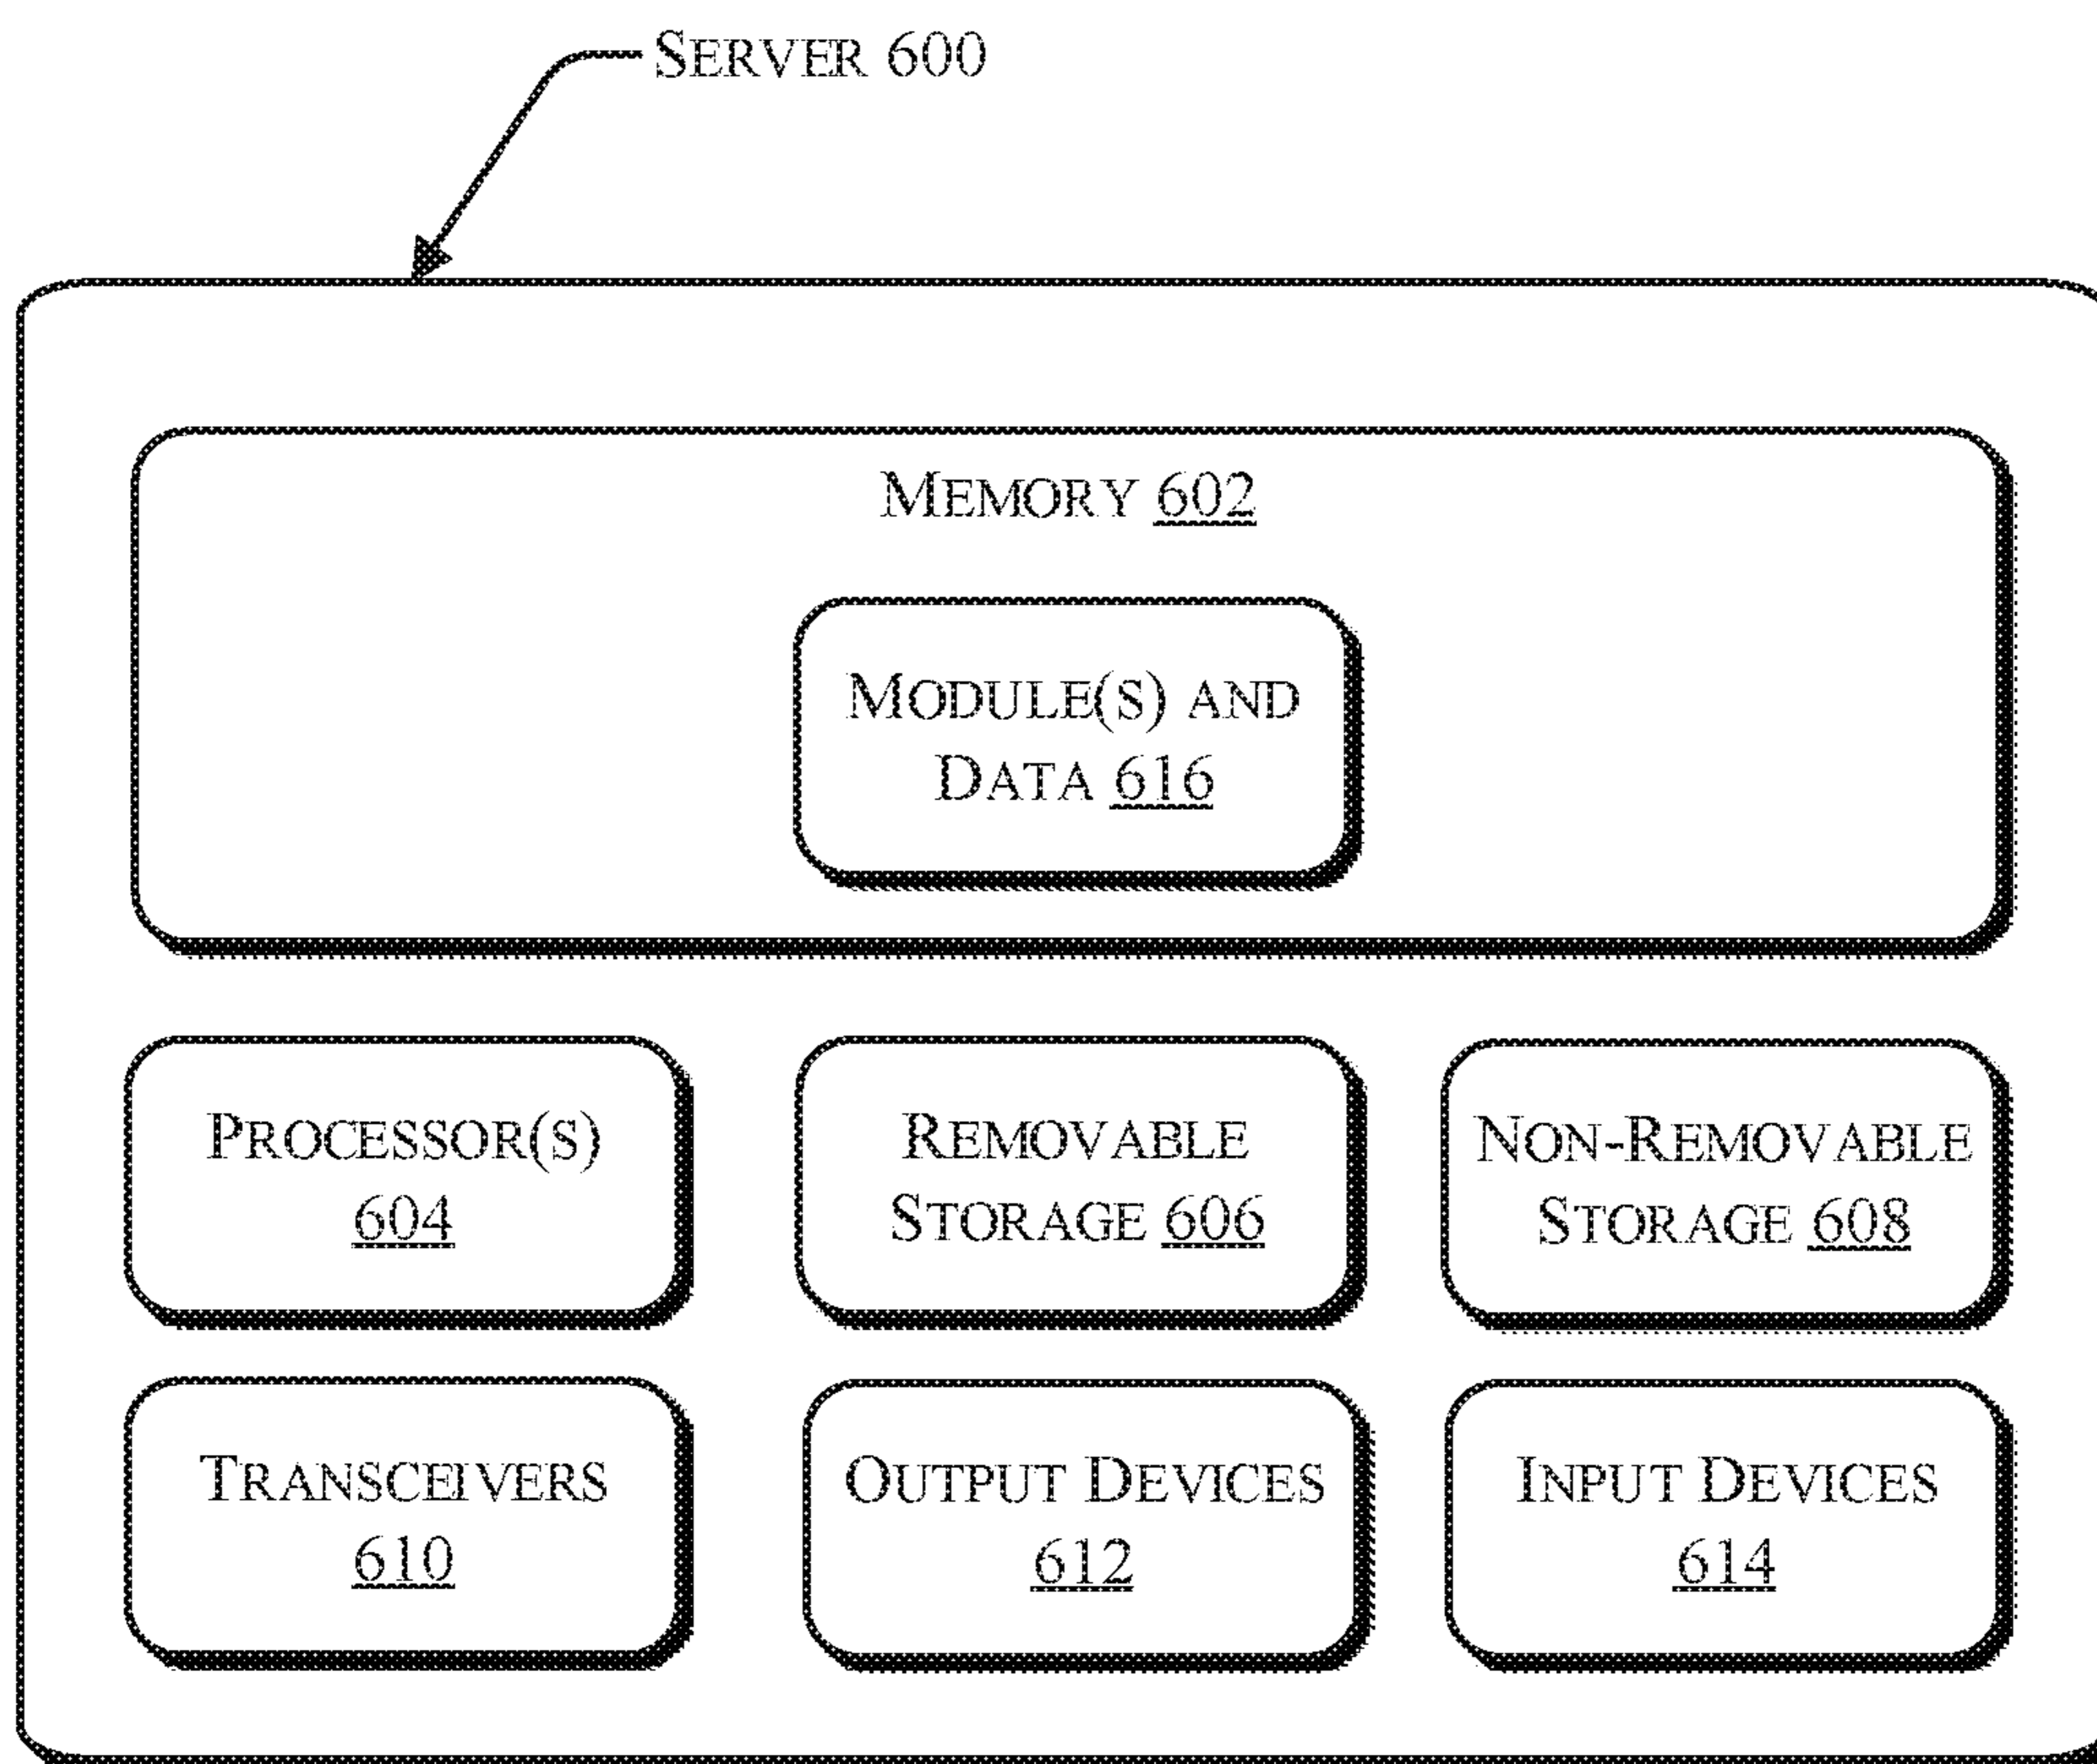 SERVER 600
MEMORY 602
MODULE(S) AND
DATA 616
PROCESSOR(S)
604
REMOVABLE
STORAGE 606
NON-REMOVABLE
STORAGE 608
TRANSCEIVERS
610
OUTPUT DEVICES
612
INPUT DEVICES
614